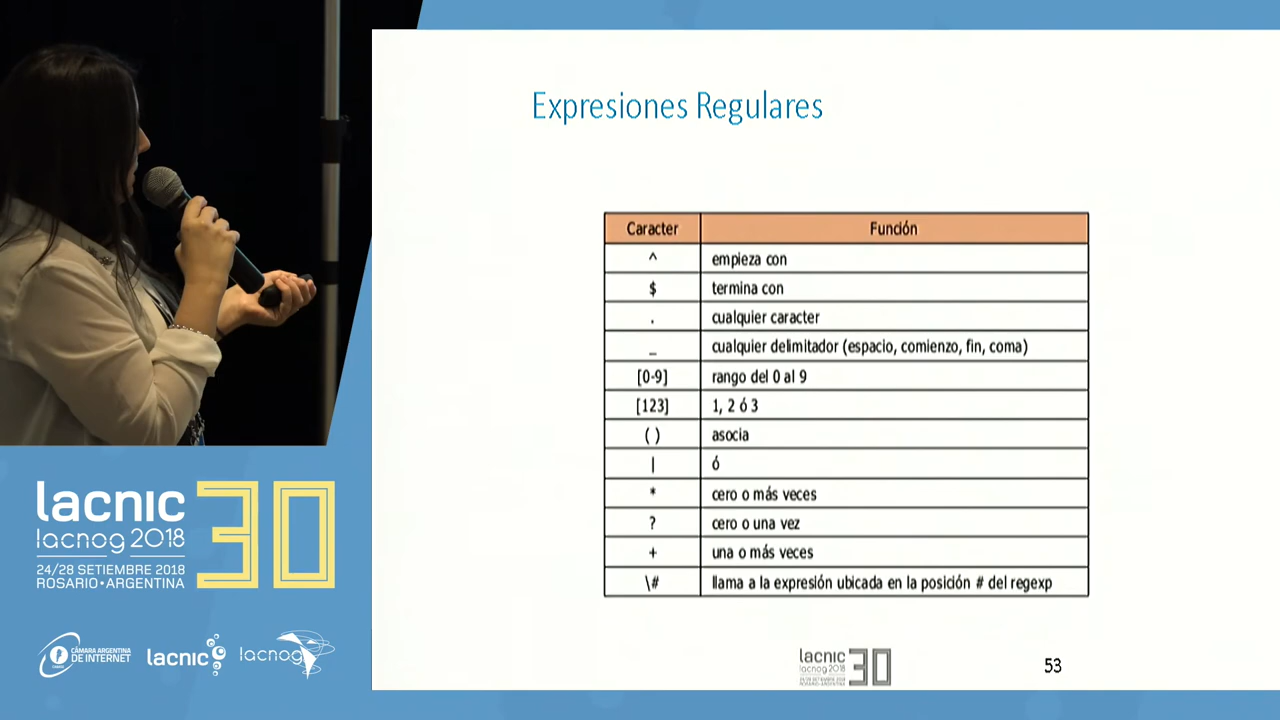 Expresiones Regulares
Caracter Función
^ empieza con
$ termina con
. cualquier caracter
_ cualquier delimitador (espacio, comienzo, fin, coma)
[0-9] rango del 0 al 9
[123] 1, 2 ó 3
( ) asocia
| ó
* cero o más veces
? cero o una vez
+ una o más veces
\# llama a la expresión ubicada en la posición # del regexp
lacnic 30
lacnog 2018
53
lacnic 30
lacnog 2018
24/28 SETIEMBRE 2018
ROSARIO•ARGENTINA
CÁMARA ARGENTINA
DE INTERNET
lacnic
lacnog